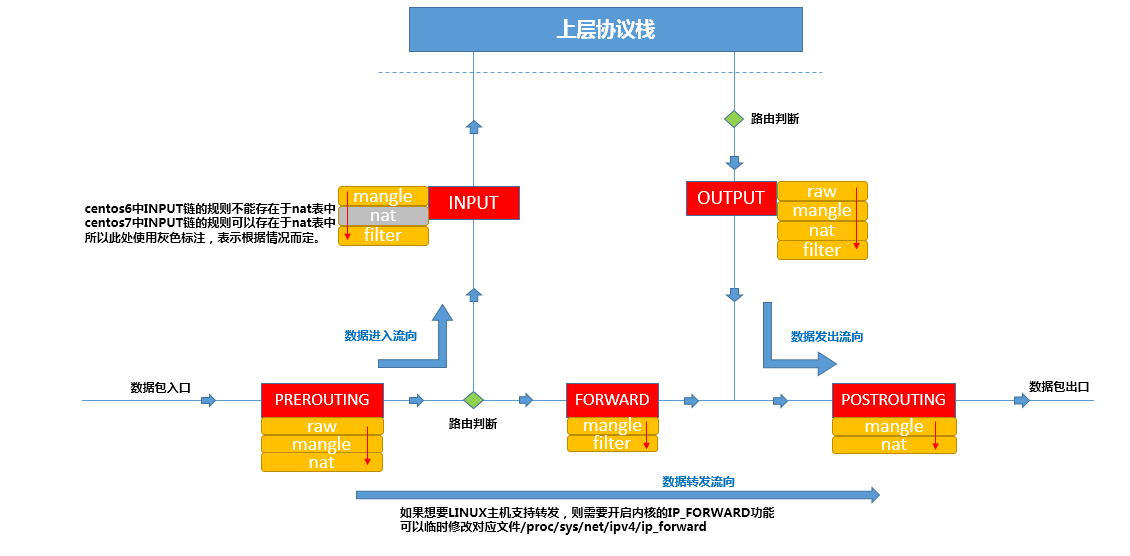 上层协议栈
路由判断
mangle
nat
filter
INPUT
OUTPUT
raw
mangle
nat
filter
centos6中INPUT链的规则不能存在于nat表中
centos7中INPUT链的规则可以存在于nat表中
所以此处使用灰色标注，表示根据情况而定。
数据进入流向
数据发出流向
数据包入口
PREROUTING
raw
mangle
nat
路由判断
FORWARD
mangle
filter
POSTROUTING
mangle
nat
数据包出口
数据转发流向
如果想要LINUX主机支持转发，则需要开启内核的IP_FORWARD功能
可以临时修改对应文件/proc/sys/net/ipv4/ip_forward